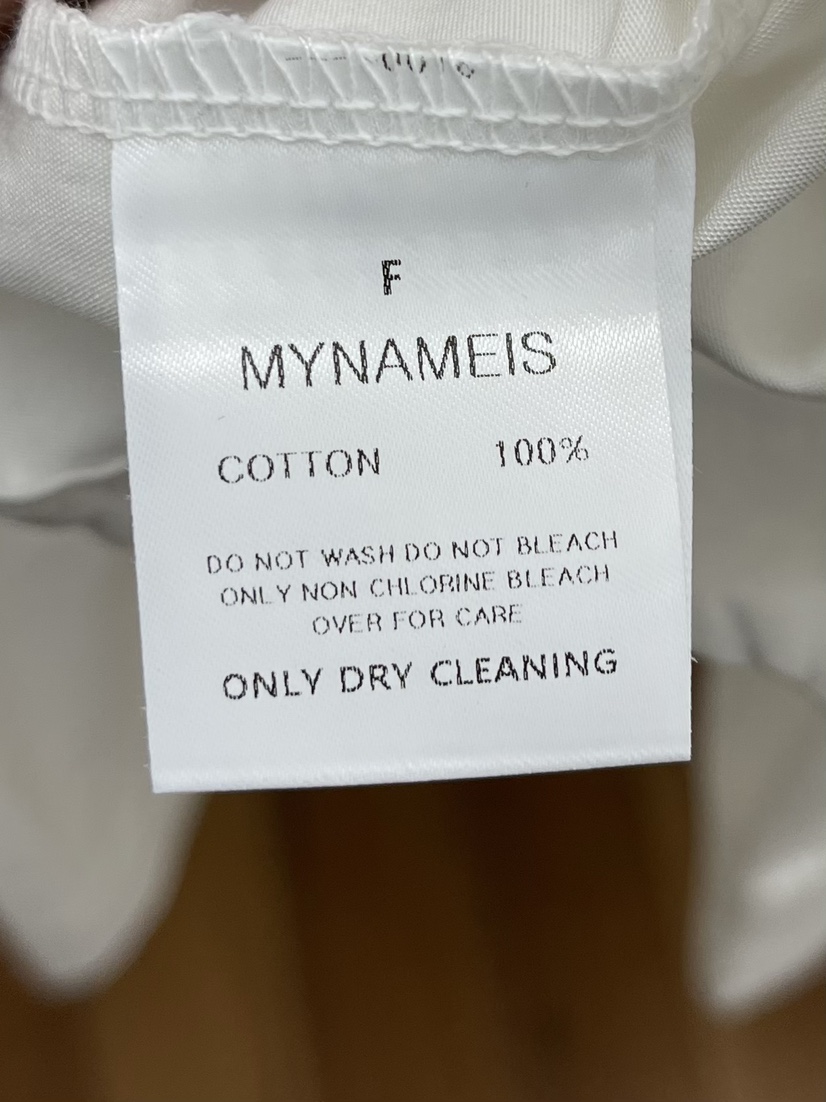 F
MYNAMEIS
COTTON 100%
DO NOT WASH DO NOT BLEACH
ONLY NON CHLORINE BLEACH
OVER FOR CARE
ONLY DRY CLEANING